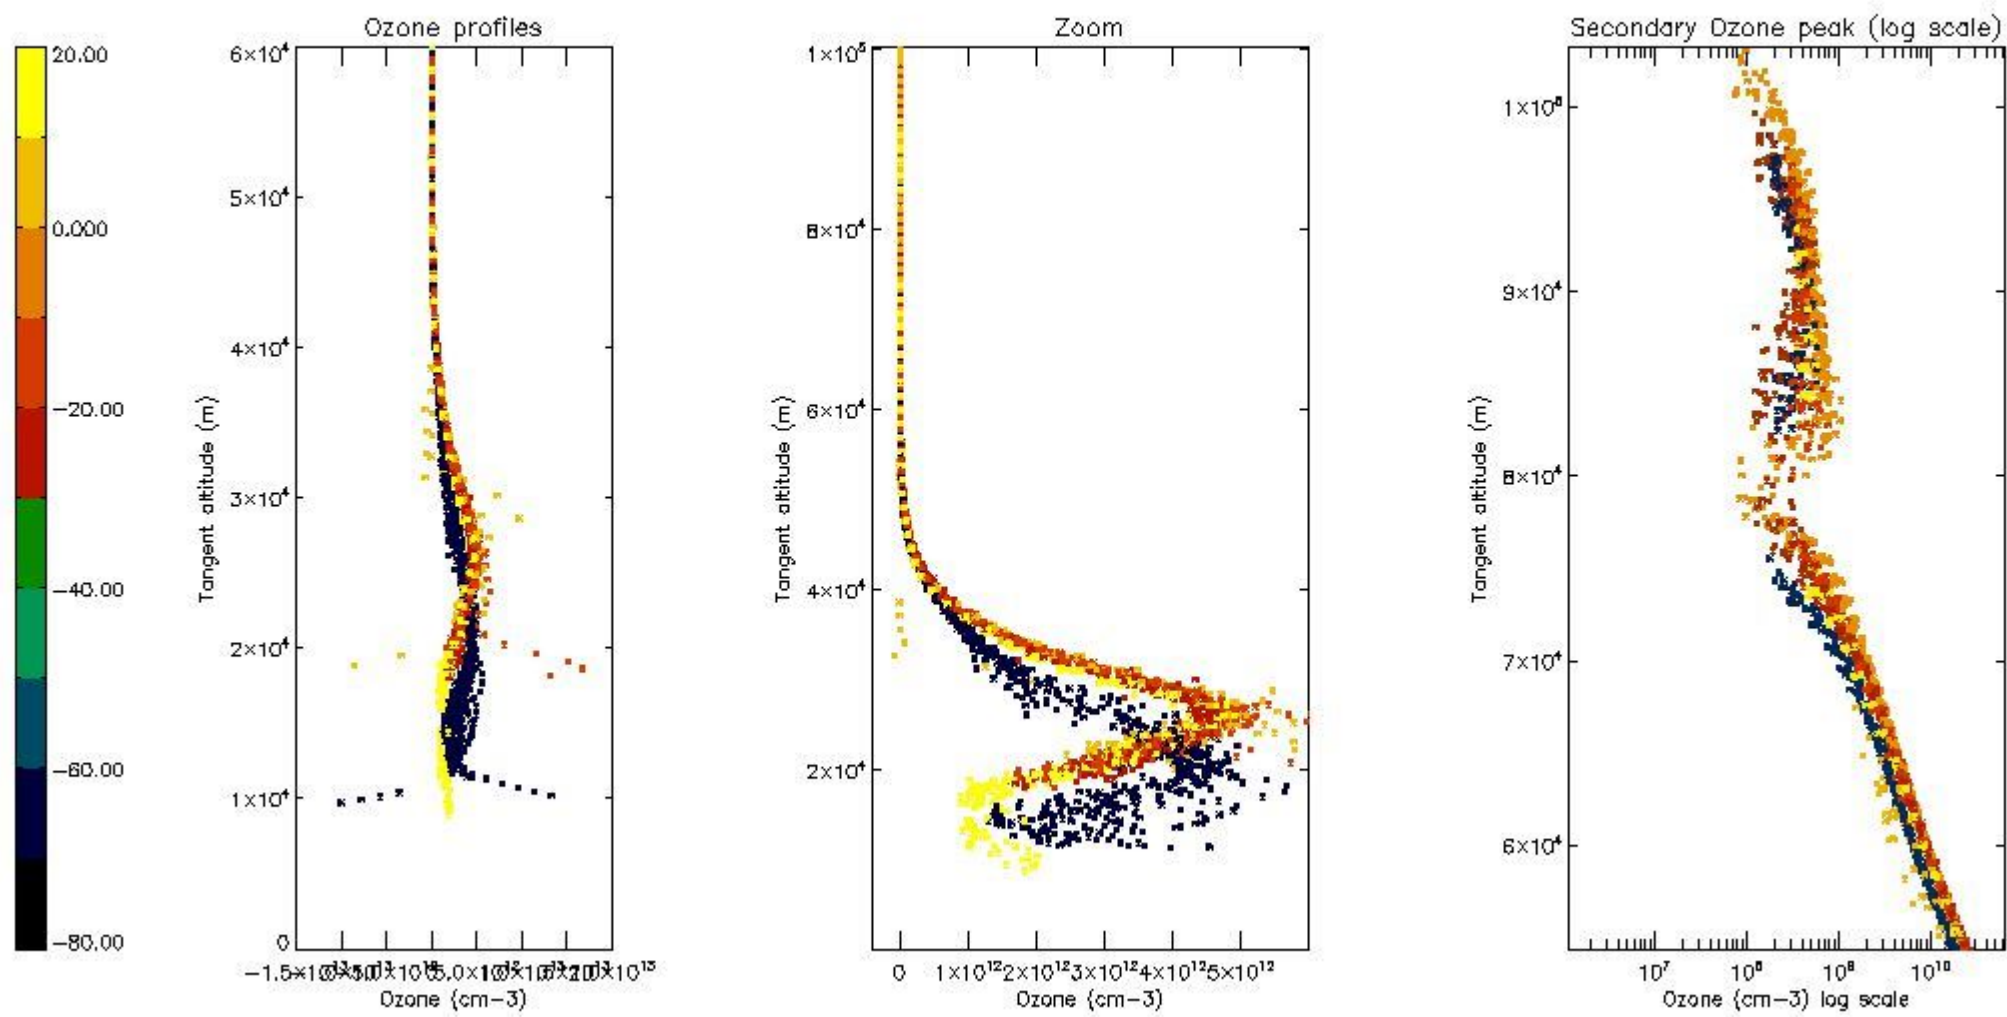 Ozone profiles
Zoom
Secondary Ozone peak (log scale)
20.00
0.000
−20.00
−40.00
−60.00
−80.00
6×10⁴
5×10⁴
4×10⁴
3×10⁴
2×10⁴
1×10⁴
0
Tangent altitude (m)
Ozone (cm−3)
1×10⁵
8×10⁴
6×10⁴
4×10⁴
2×10⁴
Tangent altitude (m)
0 1×10¹² 2×10¹² 3×10¹² 4×10¹² 5×10¹²
Ozone (cm−3)
9×10⁴
8×10⁴
7×10⁴
6×10⁴
Tangent altitude (m)
10⁷ 10⁸ 10⁹ 10¹⁰
Ozone (cm−3) log scale